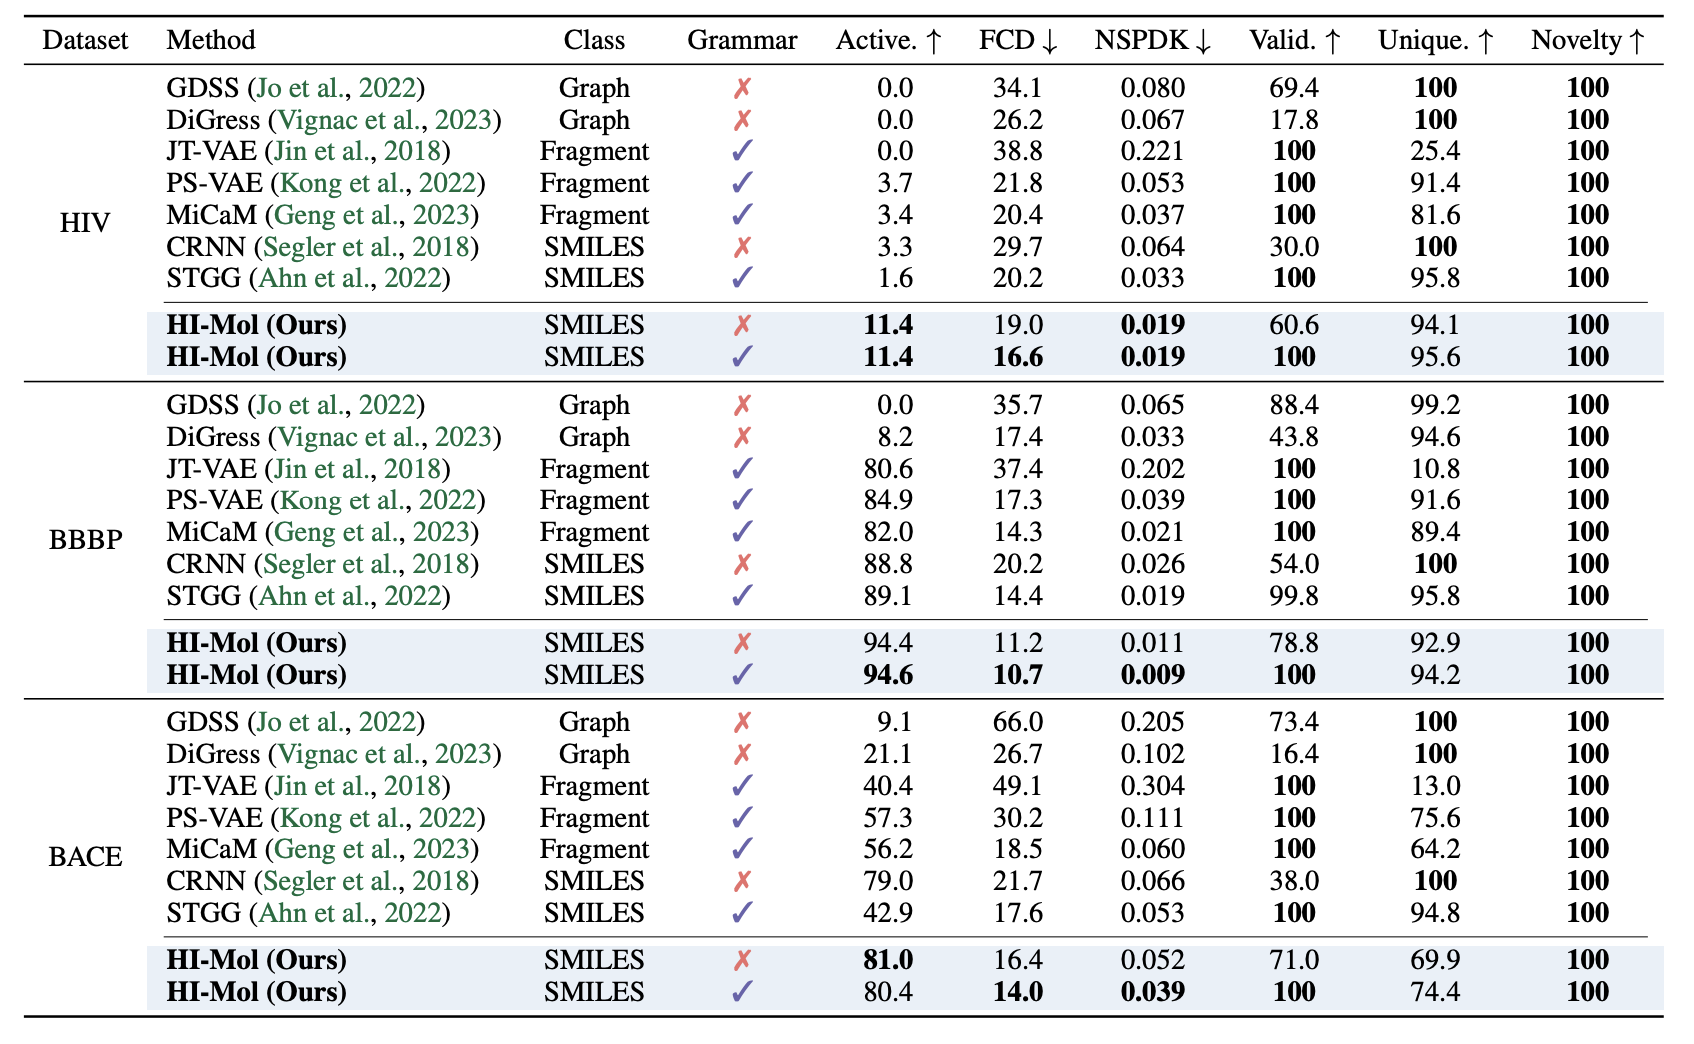 Dataset Method Class Grammar Active. ↑ FCD ↓ NSPDK ↓ Valid. ↑ Unique. ↑ Novelty ↑
GDSS (Jo et al., 2022) Graph ✗ 0.0 34.1 0.080 69.4 100 100
DiGress (Vignac et al., 2023) Graph ✗ 0.0 26.2 0.067 17.8 100 100
JT-VAE (Jin et al., 2018) Fragment ✓ 0.0 38.8 0.221 100 25.4 100
PS-VAE (Kong et al., 2022) Fragment ✓ 3.7 21.8 0.053 100 91.4 100
HIV MiCaM (Geng et al., 2023) Fragment ✓ 3.4 20.4 0.037 100 81.6 100
CRNN (Segler et al., 2018) SMILES ✗ 3.3 29.7 0.064 30.0 100 100
STGG (Ahn et al., 2022) SMILES ✓ 1.6 20.2 0.033 100 95.8 100
HI-Mol (Ours) SMILES ✗ 11.4 19.0 0.019 60.6 94.1 100
HI-Mol (Ours) SMILES ✓ 11.4 16.6 0.019 100 95.6 100
GDSS (Jo et al., 2022) Graph ✗ 0.0 35.7 0.065 88.4 99.2 100
DiGress (Vignac et al., 2023) Graph ✗ 8.2 17.4 0.033 43.8 94.6 100
JT-VAE (Jin et al., 2018) Fragment ✓ 80.6 37.4 0.202 100 10.8 100
PS-VAE (Kong et al., 2022) Fragment ✓ 84.9 17.3 0.039 100 91.6 100
BBBP MiCaM (Geng et al., 2023) Fragment ✓ 82.0 14.3 0.021 100 89.4 100
CRNN (Segler et al., 2018) SMILES ✗ 88.8 20.2 0.026 54.0 100 100
STGG (Ahn et al., 2022) SMILES ✓ 89.1 14.4 0.019 99.8 95.8 100
HI-Mol (Ours) SMILES ✗ 94.4 11.2 0.011 78.8 92.9 100
HI-Mol (Ours) SMILES ✓ 94.6 10.7 0.009 100 94.2 100
GDSS (Jo et al., 2022) Graph ✗ 9.1 66.0 0.205 73.4 100 100
DiGress (Vignac et al., 2023) Graph ✗ 21.1 26.7 0.102 16.4 100 100
JT-VAE (Jin et al., 2018) Fragment ✓ 40.4 49.1 0.304 100 13.0 100
PS-VAE (Kong et al., 2022) Fragment ✓ 57.3 30.2 0.111 100 75.6 100
BACE MiCaM (Geng et al., 2023) Fragment ✓ 56.2 18.5 0.060 100 64.2 100
CRNN (Segler et al., 2018) SMILES ✗ 79.0 21.7 0.066 38.0 100 100
STGG (Ahn et al., 2022) SMILES ✓ 42.9 17.6 0.053 100 94.8 100
HI-Mol (Ours) SMILES ✗ 81.0 16.4 0.052 71.0 69.9 100
HI-Mol (Ours) SMILES ✓ 80.4 14.0 0.039 100 74.4 100